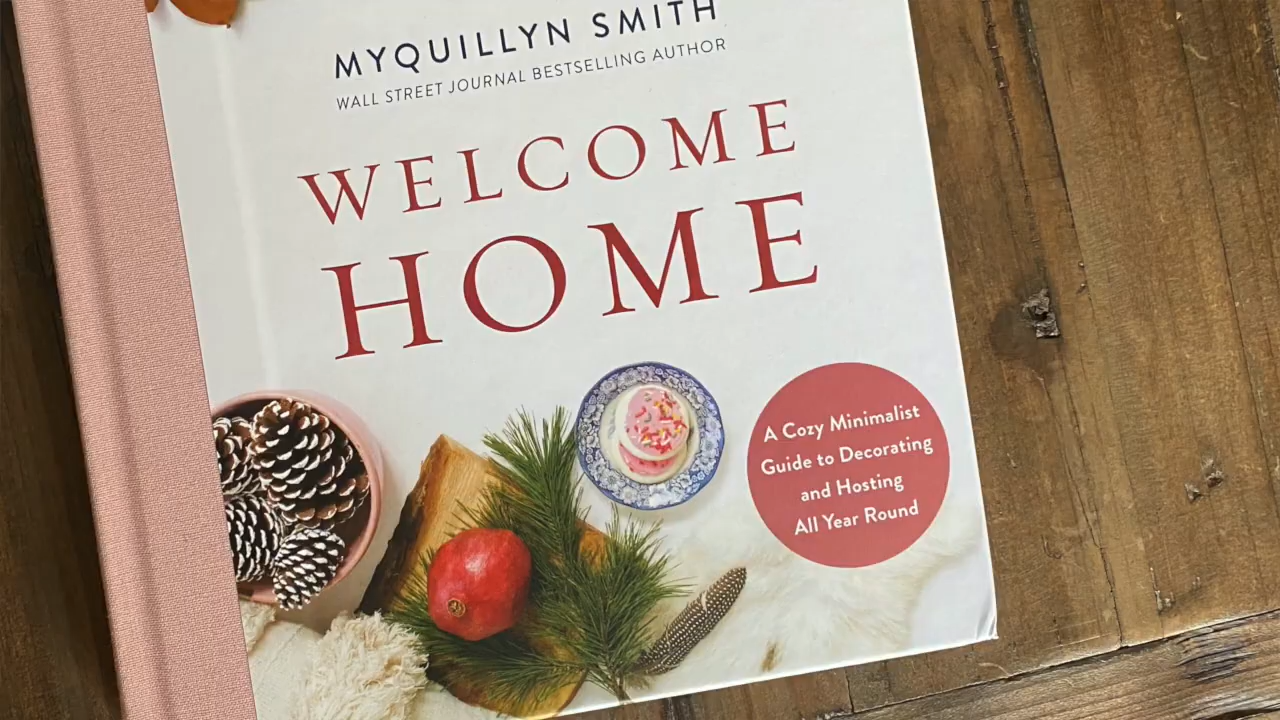 MYQUILLYN SMITH
WALL STREET JOURNAL BESTSELLING AUTHOR
WELCOME
HOME
A Cozy Minimalist
Guide to Decorating
and Hosting
All Year Round